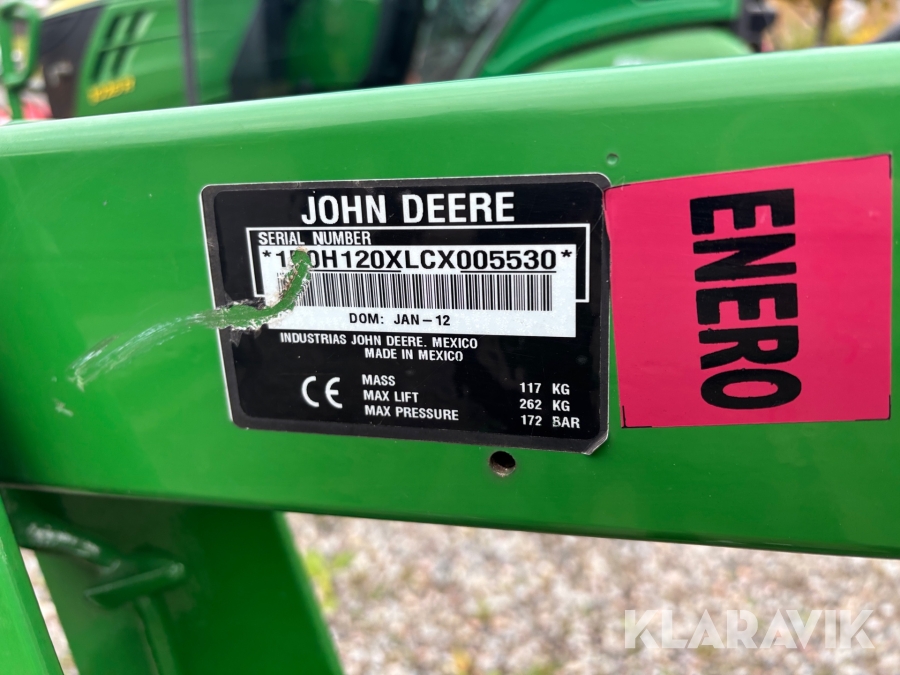 JOHN DEERE
SERIAL NUMBER
DOM: JAN-12
INDUSTRIAS JOHN DEERE. MEXICO
MADE IN MEXICO
CE
MASS 117 KG
MAX LIFT 262 KG
MAX PRESSURE 172 BAR
ENERO
KLARAVIK